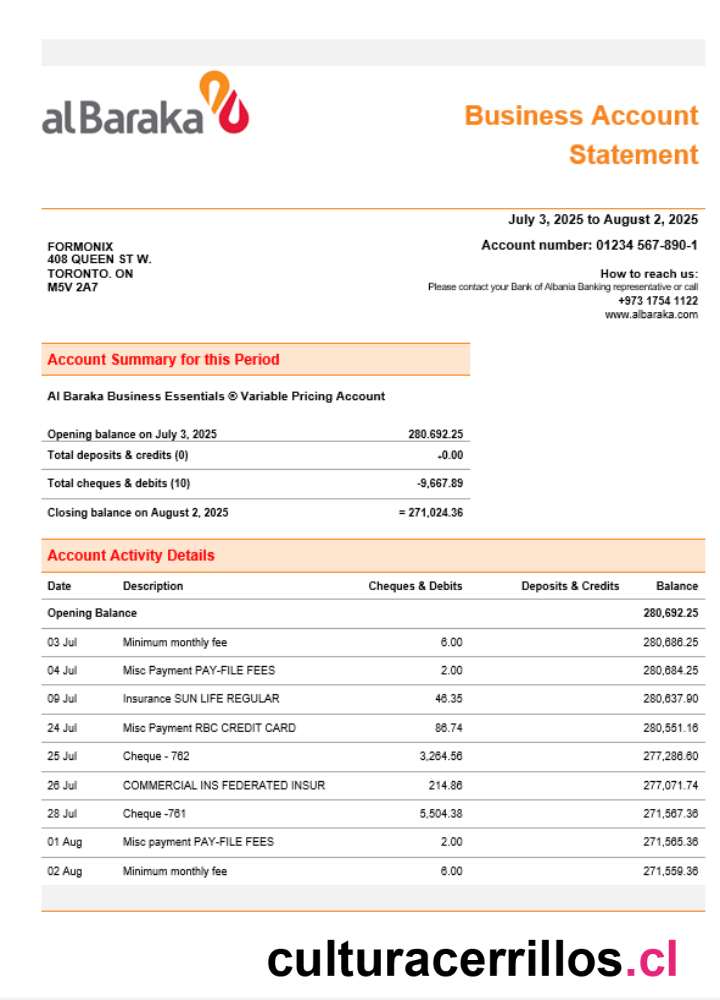 al Baraka
Business Account
Statement
July 3, 2025 to August 2, 2025
Account number: 01234 567-890-1
FORMONIX
408 QUEEN ST W.
TORONTO. ON
M5V 2A7
How to reach us:
Please contact your Bank of Albania Banking representative or call
+973 1754 1122
www.albaraka.com
Account Summary for this Period
Al Baraka Business Essentials ® Variable Pricing Account
Opening balance on July 3, 2025 280.692.25
Total deposits & credits (0) -0.00
Total cheques & debits (10) -9,667.89
Closing balance on August 2, 2025 = 271,024.36
Account Activity Details
Date Description Cheques & Debits Deposits & Credits Balance
Opening Balance 280,692.25
03 Jul Minimum monthly fee 6.00 280,686.25
04 Jul Misc Payment PAY-FILE FEES 2.00 280,684.25
09 Jul Insurance SUN LIFE REGULAR 46.35 280,637.90
24 Jul Misc Payment RBC CREDIT CARD 86.74 280,551.16
25 Jul Cheque - 762 3,264.56 277,286.60
26 Jul COMMERCIAL INS FEDERATED INSUR 214.86 277,071.74
28 Jul Cheque -761 5,504.38 271,567.36
01 Aug Misc payment PAY-FILE FEES 2.00 271,565.36
02 Aug Minimum monthly fee 6.00 271,559.36
culturacerrillos.cl